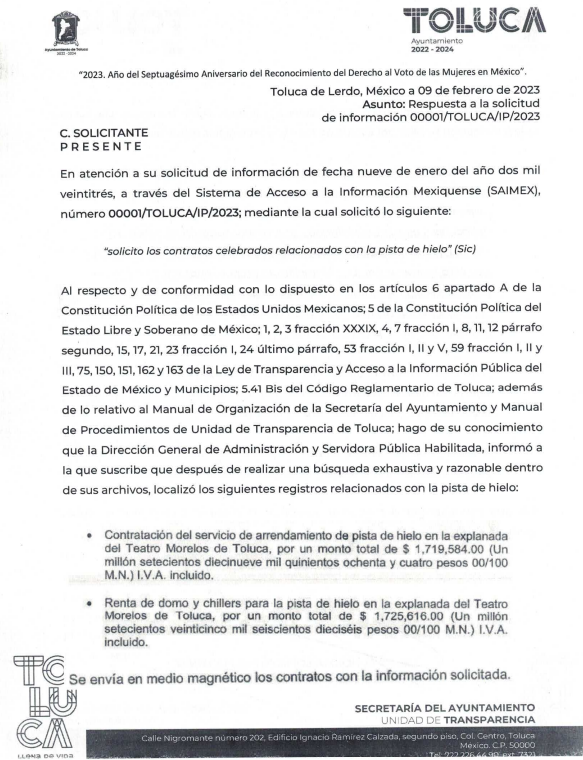 TOLUCA
Ayuntamiento de Toluca
2022 - 2024
Ayuntamiento
2022 - 2024
“2023. Año del Septuagésimo Aniversario del Reconocimiento del Derecho al Voto de las Mujeres en México”.
Toluca de Lerdo, México a 09 de febrero de 2023
Asunto: Respuesta a la solicitud
de información 00001/TOLUCA/IP/2023
C. SOLICITANTE
P R E S E N T E
En atención a su solicitud de información de fecha nueve de enero del año dos mil
veintitrés, a través del Sistema de Acceso a la Información Mexiquense (SAIMEX),
número 00001/TOLUCA/IP/2023; mediante la cual solicitó lo siguiente:
“solicito los contratos celebrados relacionados con la pista de hielo” (Sic)
Al respecto y de conformidad con lo dispuesto en los artículos 6 apartado A de la
Constitución Política de los Estados Unidos Mexicanos; 5 de la Constitución Política del
Estado Libre y Soberano de México; 1, 2, 3 fracción XXXIX, 4, 7 fracción I, 8, 11, 12 párrafo
segundo, 15, 17, 21, 23 fracción I, 24 último párrafo, 53 fracción I, II y V, 59 fracción I, II y
III, 75, 150, 151, 162 y 163 de la Ley de Transparencia y Acceso a la Información Pública del
Estado de México y Municipios; 5.41 Bis del Código Reglamentario de Toluca; además
de lo relativo al Manual de Organización de la Secretaría del Ayuntamiento y Manual
de Procedimientos de Unidad de Transparencia de Toluca; hago de su conocimiento
que la Dirección General de Administración y Servidora Pública Habilitada, informó a
la que suscribe que después de realizar una búsqueda exhaustiva y razonable dentro
de sus archivos, localizó los siguientes registros relacionados con la pista de hielo:
• Contratación del servicio de arrendamiento de pista de hielo en la explanada
del Teatro Morelos de Toluca, por un monto total de $ 1,719,584.00 (Un
millón setecientos diecinueve mil quinientos ochenta y cuatro pesos 00/100
M.N.) I.V.A. incluido.
• Renta de domo y chillers para la pista de hielo en la explanada del Teatro
Morelos de Toluca, por un monto total de $ 1,725,616.00 (Un millón
setecientos veinticinco mil seiscientos dieciséis pesos 00/100 M.N.) I.V.A.
incluido.
Se envía en medio magnético los contratos con la información solicitada.
TO
LU
CA
LLENA DE VIDA
SECRETARÍA DEL AYUNTAMIENTO
UNIDAD DE TRANSPARENCIA
Calle Nigromante número 202, Edificio Ignacio Ramírez Calzada, segundo piso, Col. Centro, Toluca
México. C.P. 50000
Tel. 722 226 44 90, ext. 7321